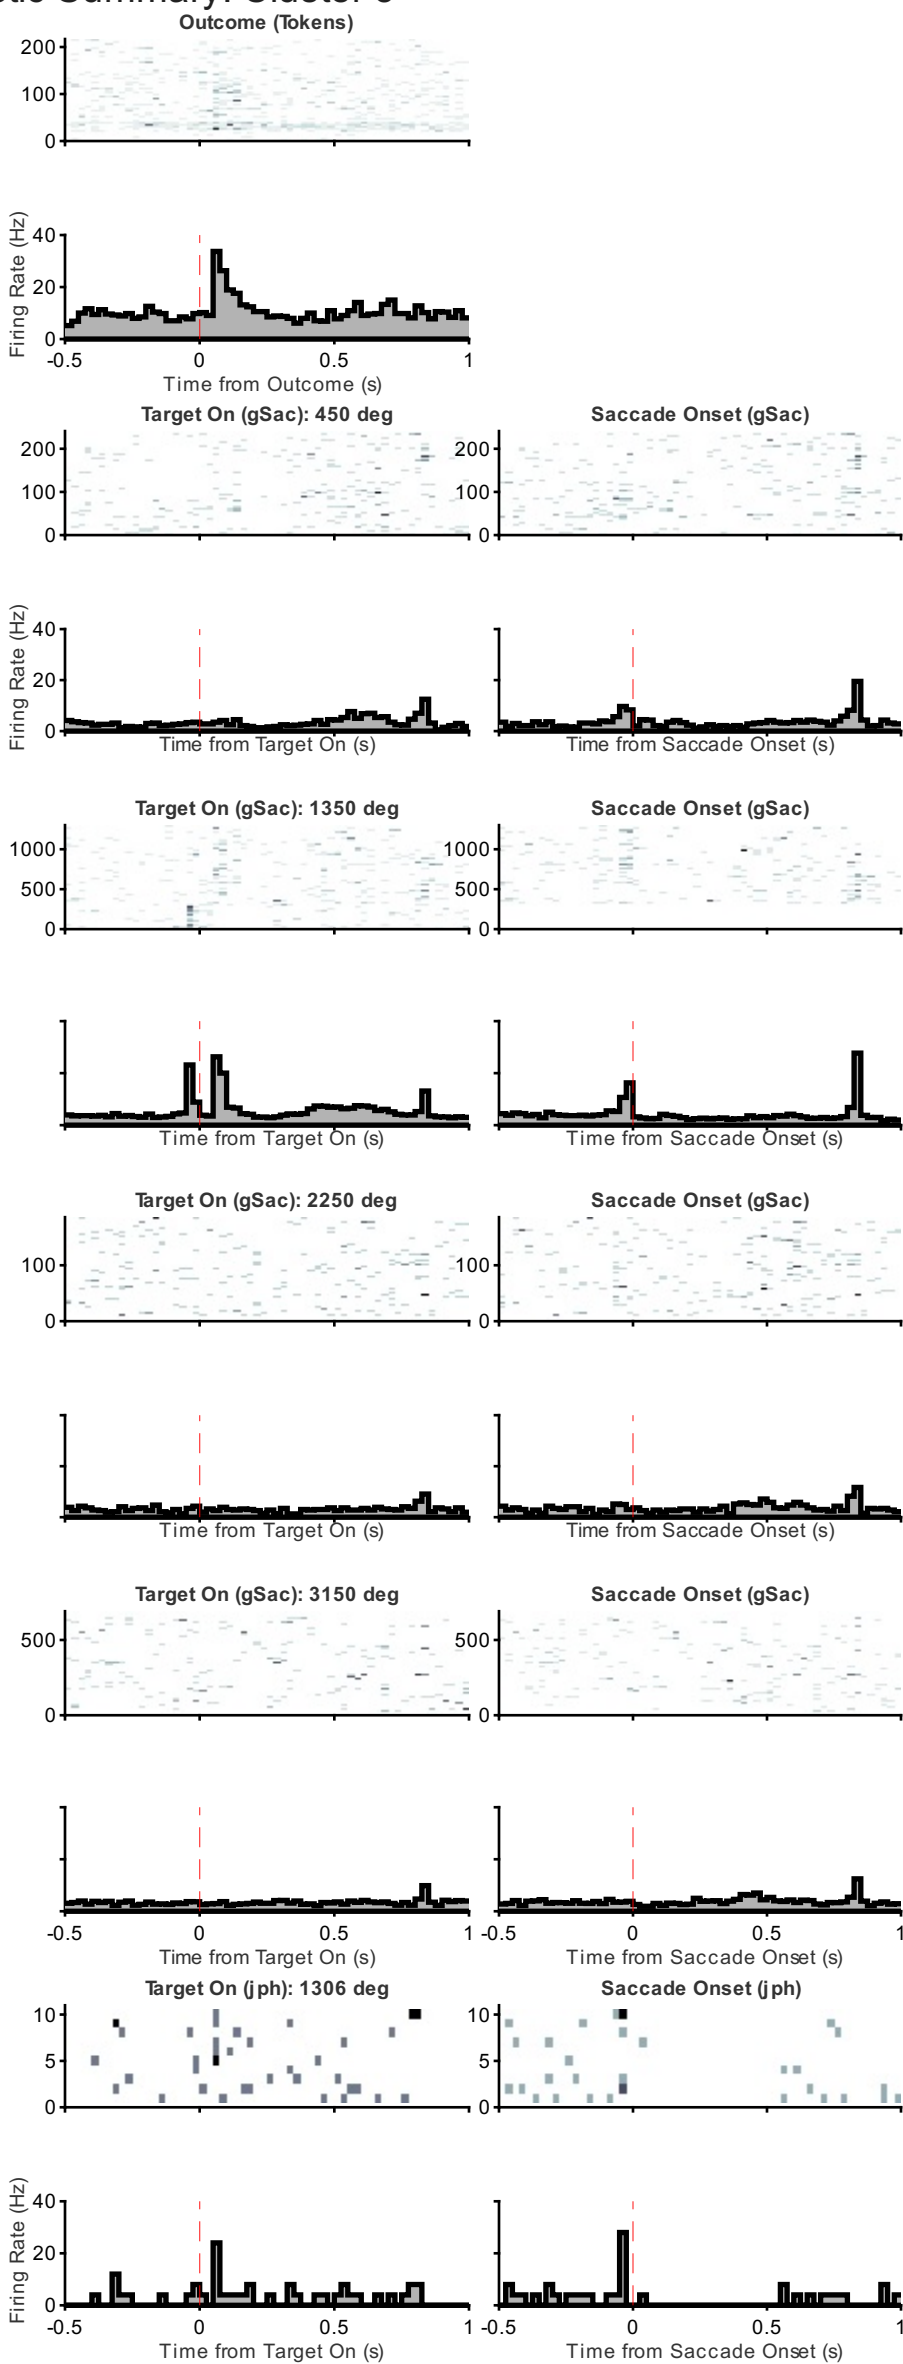 Outcome (Tokens)
200
100
0
Firing Rate (Hz)
40
20
0
-0.5 0 0.5 1
Time from Outcome (s)
Target On (gSac): 450 deg Saccade Onset (gSac)
200 200
100 100
0 0
Firing Rate (Hz)
40
20
0
Time from Target On (s) Time from Saccade Onset (s)
Target On (gSac): 1350 deg Saccade Onset (gSac)
1000 1000
500 500
0 0
Time from Target On (s) Time from Saccade Onset (s)
Target On (gSac): 2250 deg Saccade Onset (gSac)
100 100
0 0
Time from Target On (s) Time from Saccade Onset (s)
Target On (gSac): 3150 deg Saccade Onset (gSac)
500 500
0 0
-0.5 0 0.5 1 -0.5 0 0.5 1
Time from Target On (s) Time from Saccade Onset (s)
Target On (jph): 1306 deg Saccade Onset (jph)
10 10
5 5
0 0
Firing Rate (Hz)
40
20
0
-0.5 0 0.5 1 -0.5 0 0.5 1
Time from Target On (s) Time from Saccade Onset (s)